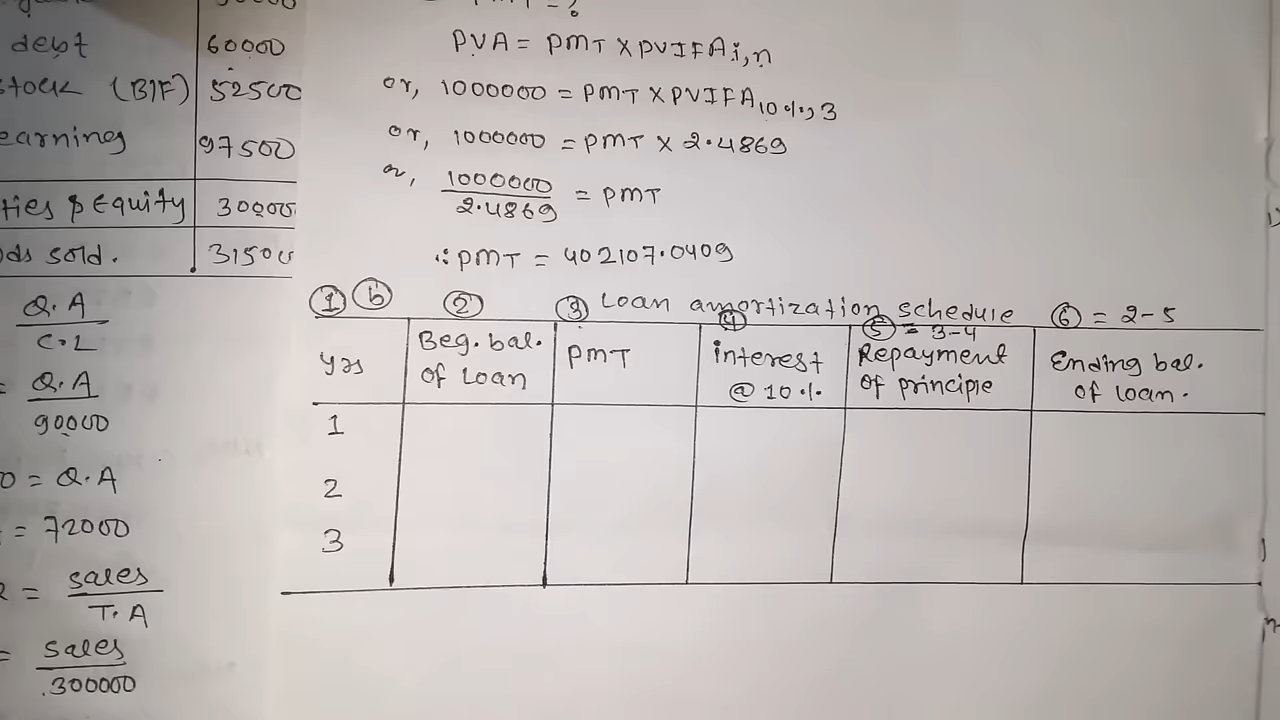 debt 60000
stock (B/F) 52500
earning 97500
ties & Equity 30000
ods sold. 31500
Q.A
C.L
= Q.A
90000
= Q.A
= 72000
= sales
T.A
= sales
.300000
PVA = PMT X PVIFA i,n
or, 1000000 = PMT X PVIFA 10%, 3
or, 1000000 = PMT X 2.4869
or, 1000000 = PMT
2.4869
∴ PMT = 402107.0409
① ⓑ ② ③ Loan amortization schedule ⑥ = 2-5
④ ⑤ = 3-4
yrs Beg. bal. of Loan PMT interest @ 10% Repayment of principle Ending bal. of loan.
1
2
3